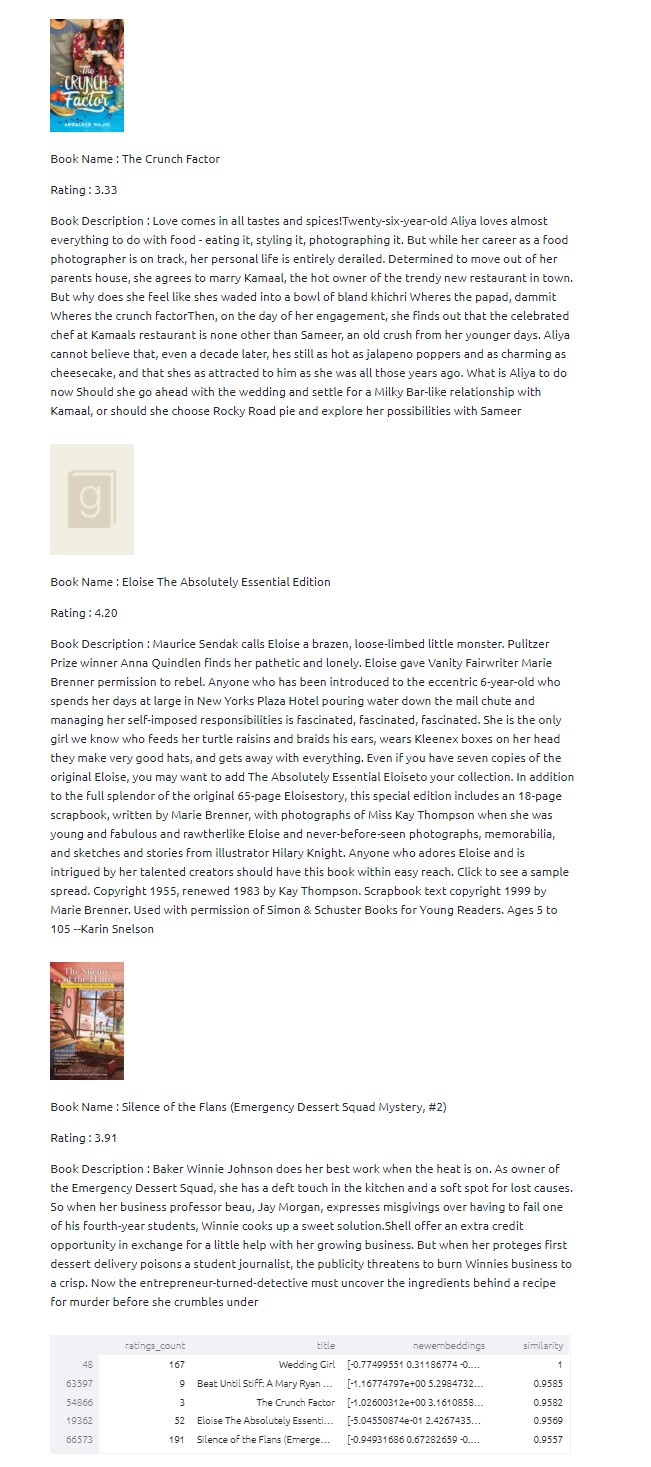 The
CRUNCH
Factor
ANDALEEB WAJID
Book Name : The Crunch Factor
Rating : 3.33
Book Description : Love comes in all tastes and spices!Twenty-six-year-old Aliya loves almost
everything to do with food - eating it, styling it, photographing it. But while her career as a food
photographer is on track, her personal life is entirely derailed. Determined to move out of her
parents house, she agrees to marry Kamaal, the hot owner of the trendy new restaurant in town.
But why does she feel like shes waded into a bowl of bland khichri Wheres the papad, dammit
Wheres the crunch factorThen, on the day of her engagement, she finds out that the celebrated
chef at Kamaals restaurant is none other than Sameer, an old crush from her younger days. Aliya
cannot believe that, even a decade later, hes still as hot as jalapeno poppers and as charming as
cheesecake, and that shes as attracted to him as she was all those years ago. What is Aliya to do
now Should she go ahead with the wedding and settle for a Milky Bar-like relationship with
Kamaal, or should she choose Rocky Road pie and explore her possibilities with Sameer
g
Book Name : Eloise The Absolutely Essential Edition
Rating : 4.20
Book Description : Maurice Sendak calls Eloise a brazen, loose-limbed little monster. Pulitzer
Prize winner Anna Quindlen finds her pathetic and lonely. Eloise gave Vanity Fairwriter Marie
Brenner permission to rebel. Anyone who has been introduced to the eccentric 6-year-old who
spends her days at large in New Yorks Plaza Hotel pouring water down the mail chute and
managing her self-imposed responsibilities is fascinated, fascinated, fascinated. She is the only
girl we know who feeds her turtle raisins and braids his ears, wears Kleenex boxes on her head
they make very good hats, and gets away with everything. Even if you have seven copies of the
original Eloise, you may want to add The Absolutely Essential Eloiseto your collection. In addition
to the full splendor of the original 65-page Eloisestory, this special edition includes an 18-page
scrapbook, written by Marie Brenner, with photographs of Miss Kay Thompson when she was
young and fabulous and rawtherlike Eloise and never-before-seen photographs, memorabilia,
and sketches and stories from illustrator Hilary Knight. Anyone who adores Eloise and is
intrigued by her talented creators should have this book within easy reach. Click to see a sample
spread. Copyright 1955, renewed 1983 by Kay Thompson. Scrapbook text copyright 1999 by
Marie Brenner. Used with permission of Simon & Schuster Books for Young Readers. Ages 5 to
105 --Karin Snelson
The Silence
of the Flans
Book Name : Silence of the Flans (Emergency Dessert Squad Mystery, #2)
Rating : 3.91
Book Description : Baker Winnie Johnson does her best work when the heat is on. As owner of
the Emergency Dessert Squad, she has a deft touch in the kitchen and a soft spot for lost causes.
So when her business professor beau, Jay Morgan, expresses misgivings over having to fail one
of his fourth-year students, Winnie cooks up a sweet solution.Shell offer an extra credit
opportunity in exchange for a little help with her growing business. But when her proteges first
dessert delivery poisons a student journalist, the publicity threatens to burn Winnies business to
a crisp. Now the entrepreneur-turned-detective must uncover the ingredients behind a recipe
for murder before she crumbles under
ratings_count title newembeddings similarity
48 167 Wedding Girl [-0.77499551 0.31186774 -0.... 1
63597 9 Beat Until Stiff: A Mary Ryan ... [-1.16774797e+00 5.2984732... 0.9585
54866 3 The Crunch Factor [-1.02600312e+00 3.1610858... 0.9582
19362 52 Eloise The Absolutely Essenti... [-5.04550874e-01 2.4267435... 0.9569
66573 191 Silence of the Flans (Emerge... [-0.94931686 0.67282659 -0.... 0.9557